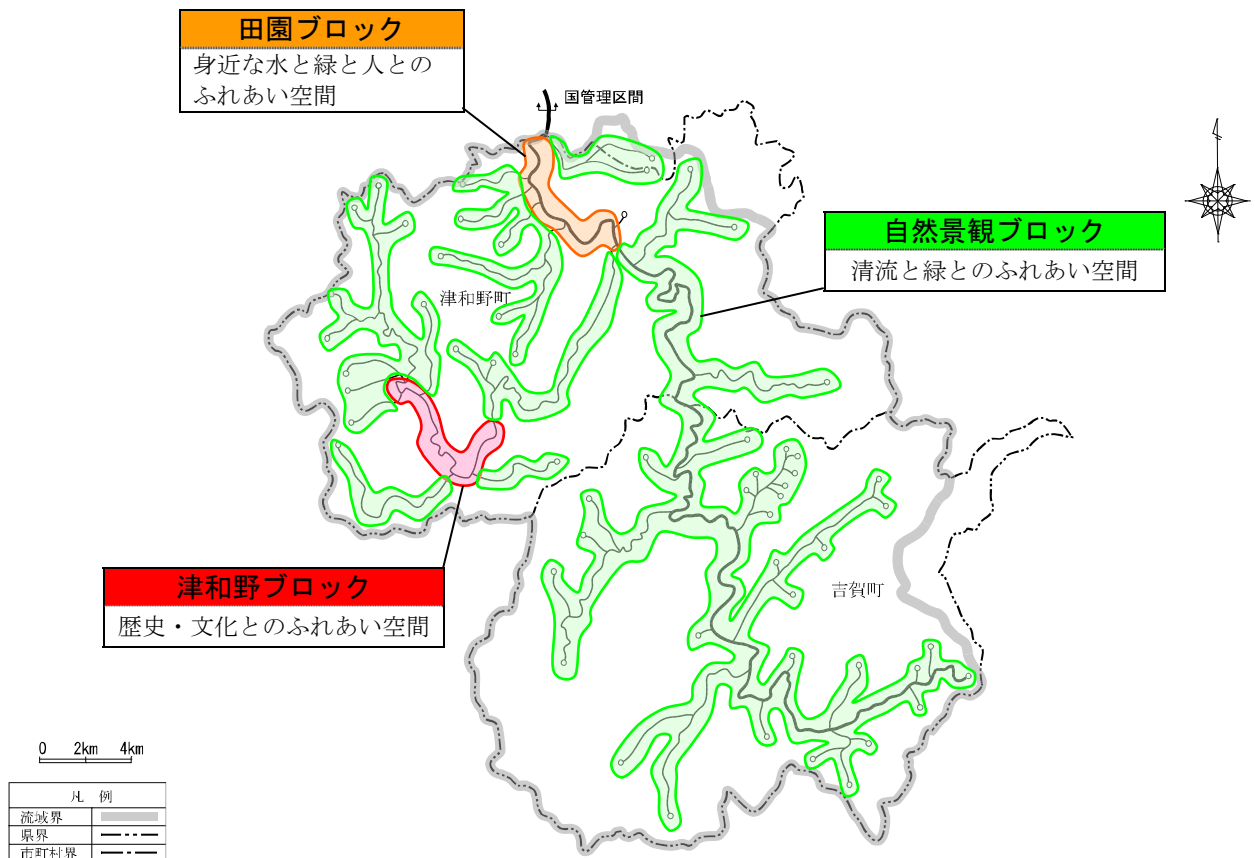 田園ブロック
身近な水と緑と人との
ふれあい空間
国管理区間
自然景観ブロック
清流と緑とのふれあい空間
津和野町
津和野ブロック
歴史・文化とのふれあい空間
吉賀町
0 2km 4km
凡 例
流域界
県界
市町村界